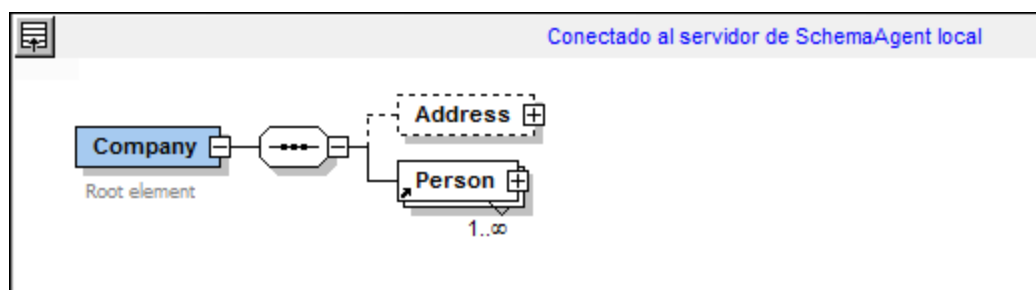 Conectado al servidor de SchemaAgent local
Address
Company
Person
Root element
1..∞